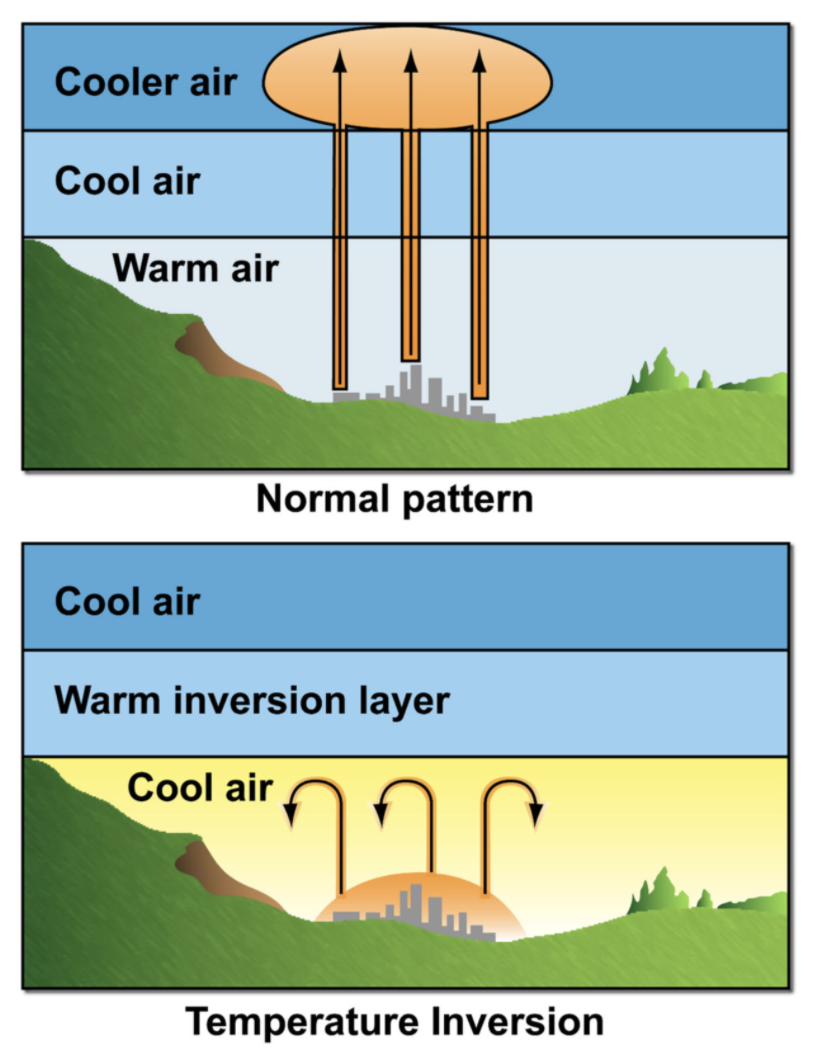 Cooler air
Cool air
Warm air
Normal pattern
Cool air
Warm inversion layer
Cool air
Temperature Inversion